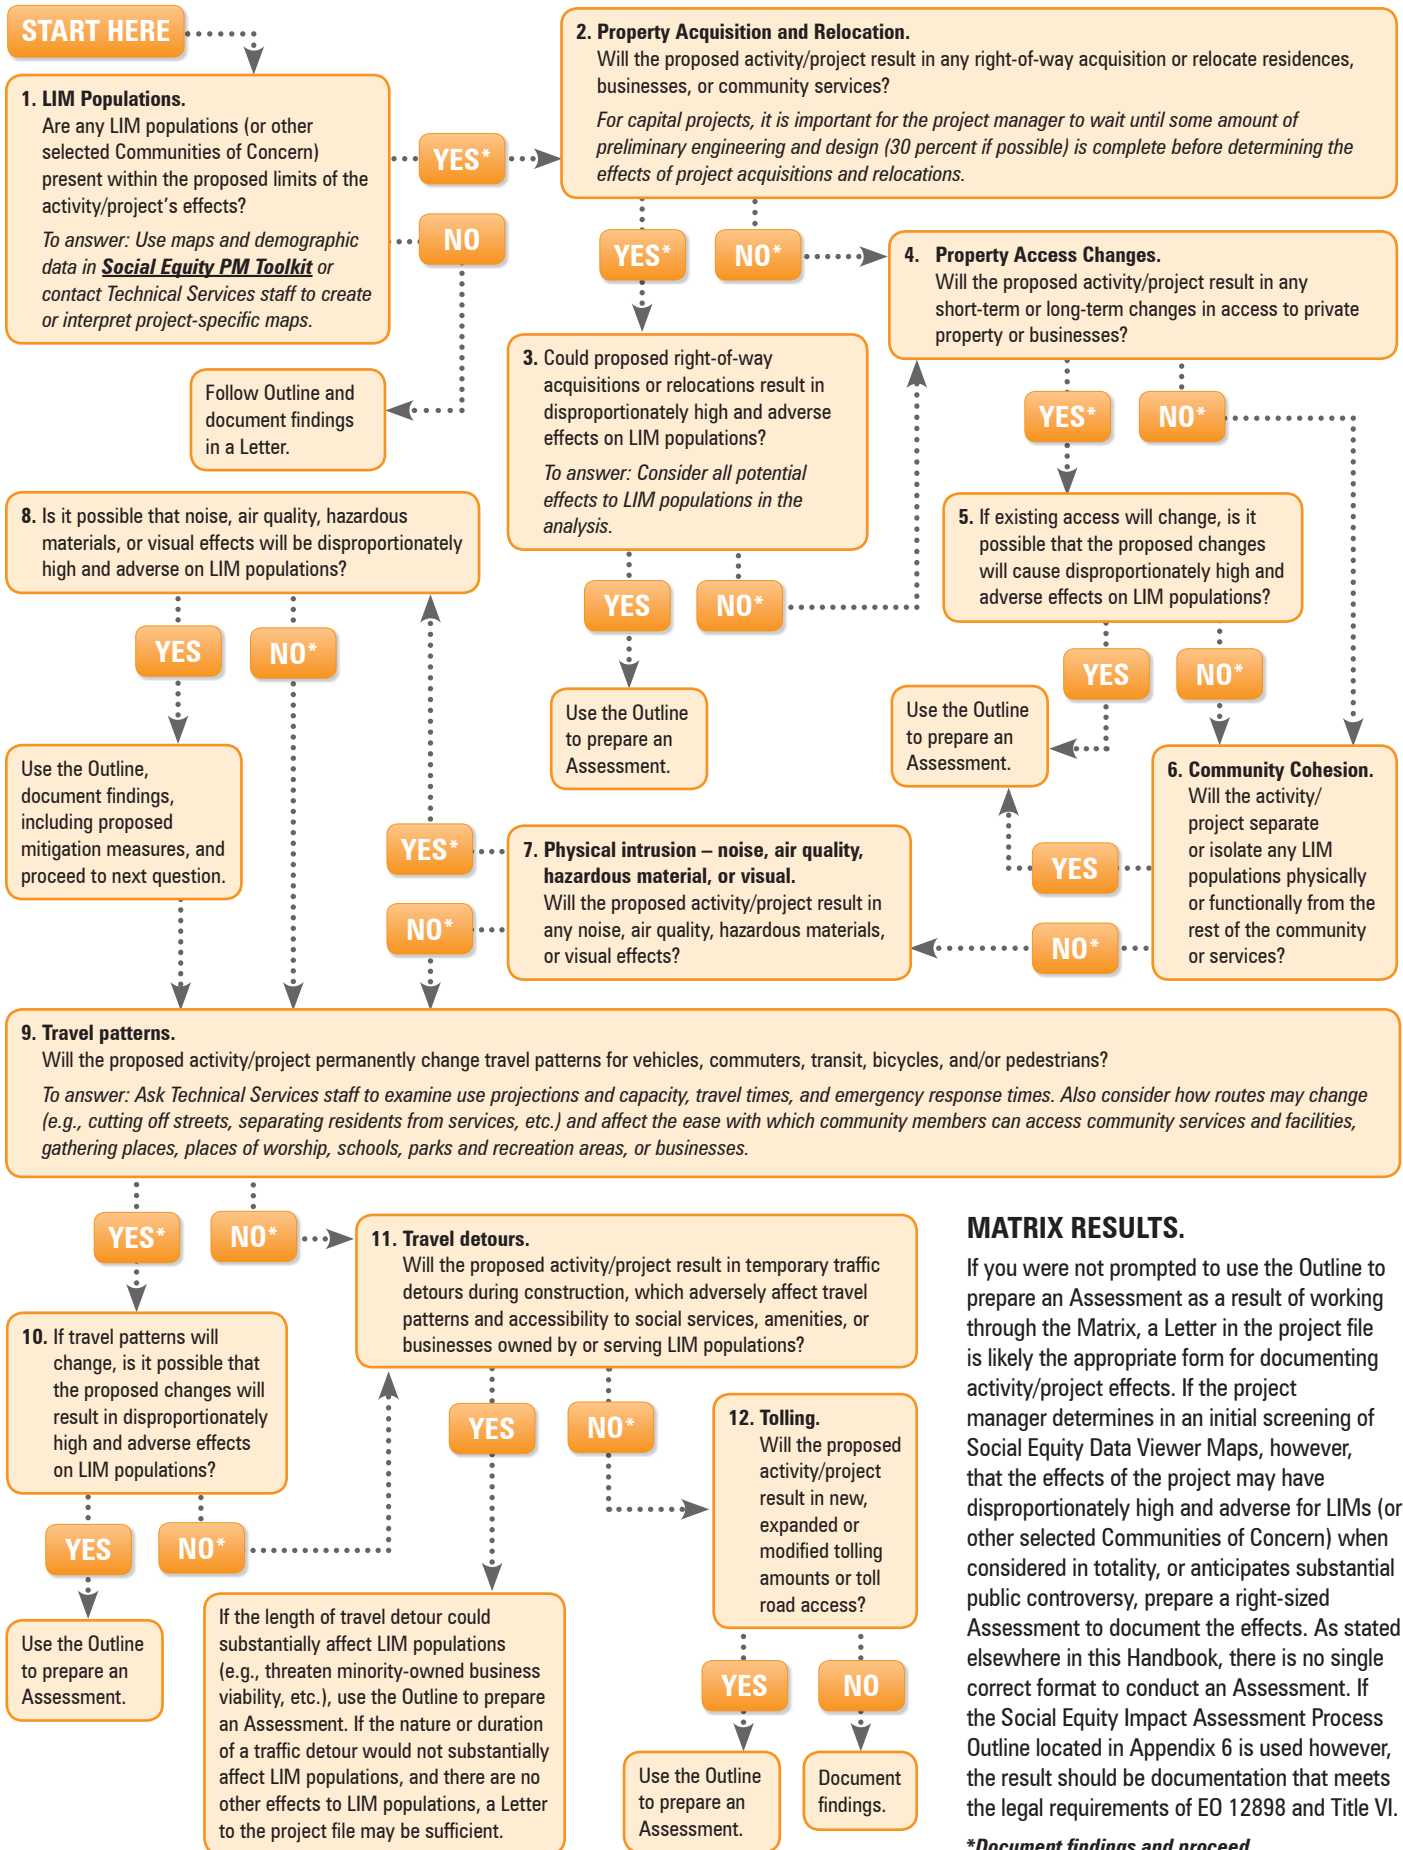 START HERE
1. LIM Populations.
Are any LIM populations (or other
selected Communities of Concern)
present within the proposed limits of the
activity/project's effects?
To answer: Use maps and demographic
data in Social Equity PM Toolkit or
contact Technical Services staff to create
or interpret project-specific maps.
YES*
NO
Follow Outline and
document findings
in a Letter.
2. Property Acquisition and Relocation.
Will the proposed activity/project result in any right-of-way acquisition or relocate residences,
businesses, or community services?
For capital projects, it is important for the project manager to wait until some amount of
preliminary engineering and design (30 percent if possible) is complete before determining the
effects of project acquisitions and relocations.
YES*
NO*
3. Could proposed right-of-way
acquisitions or relocations result in
disproportionately high and adverse
effects on LIM populations?
To answer: Consider all potential
effects to LIM populations in the
analysis.
YES
NO*
Use the Outline
to prepare an
Assessment.
4. Property Access Changes.
Will the proposed activity/project result in any
short-term or long-term changes in access to private
property or businesses?
YES*
NO*
5. If existing access will change, is it
possible that the proposed changes
will cause disproportionately high and
adverse effects on LIM populations?
YES
NO*
Use the Outline
to prepare an
Assessment.
6. Community Cohesion.
Will the activity/
project separate
or isolate any LIM
populations physically
or functionally from the
rest of the community
or services?
YES
NO*
7. Physical intrusion – noise, air quality,
hazardous material, or visual.
Will the proposed activity/project result in
any noise, air quality, hazardous materials,
or visual effects?
YES*
NO*
8. Is it possible that noise, air quality, hazardous
materials, or visual effects will be disproportionately
high and adverse on LIM populations?
YES
NO*
Use the Outline,
document findings,
including proposed
mitigation measures, and
proceed to next question.
9. Travel patterns.
Will the proposed activity/project permanently change travel patterns for vehicles, commuters, transit, bicycles, and/or pedestrians?
To answer: Ask Technical Services staff to examine use projections and capacity, travel times, and emergency response times. Also consider how routes may change
(e.g., cutting off streets, separating residents from services, etc.) and affect the ease with which community members can access community services and facilities,
gathering places, places of worship, schools, parks and recreation areas, or businesses.
YES*
NO*
10. If travel patterns will
change, is it possible that
the proposed changes will
result in disproportionately
high and adverse effects
on LIM populations?
YES
NO*
Use the Outline
to prepare an
Assessment.
11. Travel detours.
Will the proposed activity/project result in temporary traffic
detours during construction, which adversely affect travel
patterns and accessibility to social services, amenities, or
businesses owned by or serving LIM populations?
YES
NO*
If the length of travel detour could
substantially affect LIM populations
(e.g., threaten minority-owned business
viability, etc.), use the Outline to prepare
an Assessment. If the nature or duration
of a traffic detour would not substantially
affect LIM populations, and there are no
other effects to LIM populations, a Letter
to the project file may be sufficient.
12. Tolling.
Will the proposed
activity/project
result in new,
expanded or
modified tolling
amounts or toll
road access?
YES
NO
Use the Outline
to prepare an
Assessment.
Document
findings.
MATRIX RESULTS.
If you were not prompted to use the Outline to
prepare an Assessment as a result of working
through the Matrix, a Letter in the project file
is likely the appropriate form for documenting
activity/project effects. If the project
manager determines in an initial screening of
Social Equity Data Viewer Maps, however,
that the effects of the project may have
disproportionately high and adverse for LIMs (or
other selected Communities of Concern) when
considered in totality, or anticipates substantial
public controversy, prepare a right-sized
Assessment to document the effects. As stated
elsewhere in this Handbook, there is no single
correct format to conduct an Assessment. If
the Social Equity Impact Assessment Process
Outline located in Appendix 6 is used however,
the result should be documentation that meets
the legal requirements of EO 12898 and Title VI.
*Document findings and proceed